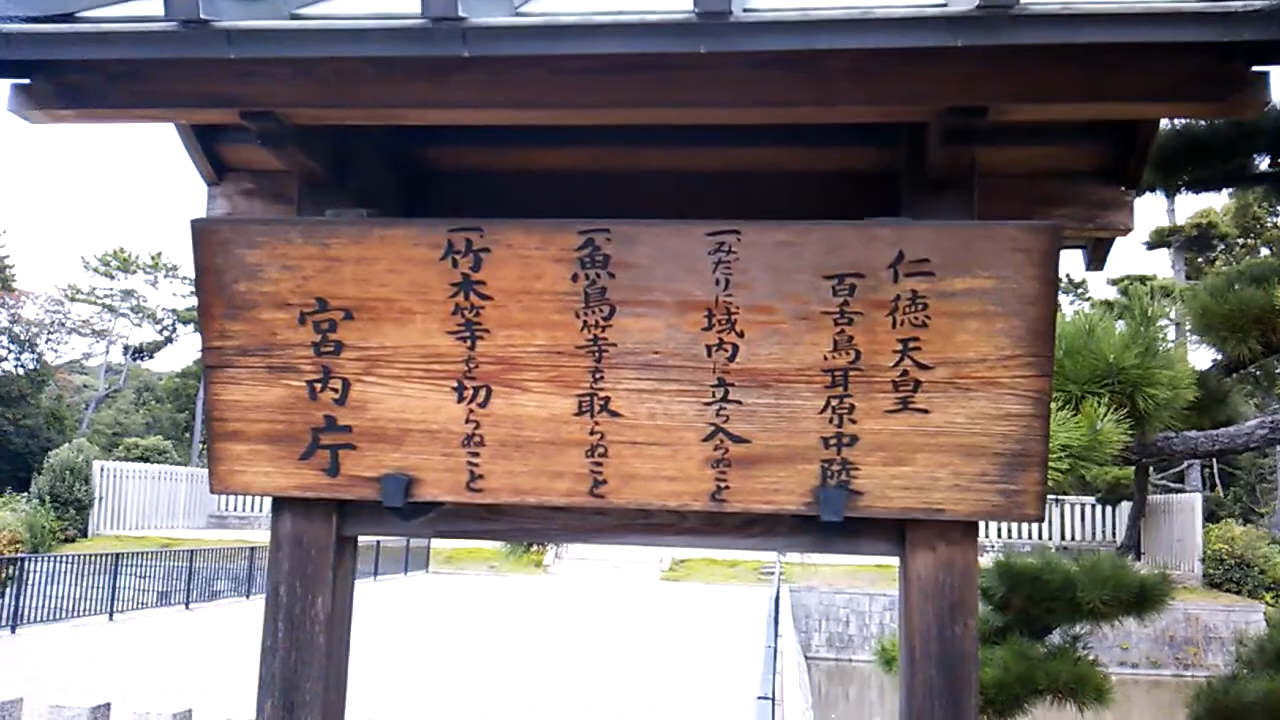 仁徳天皇
百舌鳥耳原中陵
一、みだりに域内に立ち入らぬこと
一、魚鳥等を取らぬこと
一、竹木等を切らぬこと
宮内庁